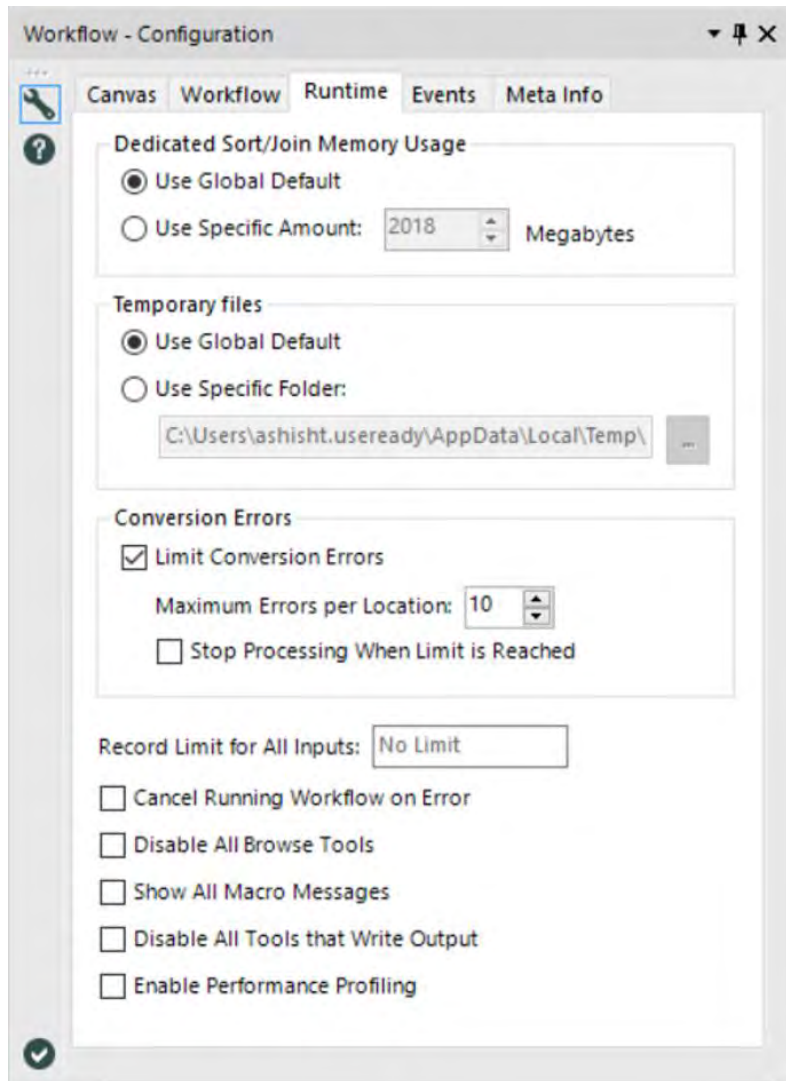 Workflow - Configuration
Canvas Workflow Runtime Events Meta Info
Dedicated Sort/Join Memory Usage
Use Global Default
Use Specific Amount: 2018 Megabytes
Temporary files
Use Global Default
Use Specific Folder:
C:\Users\ashisht.useready\AppData\Local\Temp\ ...
Conversion Errors
Limit Conversion Errors
Maximum Errors per Location: 10
Stop Processing When Limit is Reached
Record Limit for All Inputs: No Limit
Cancel Running Workflow on Error
Disable All Browse Tools
Show All Macro Messages
Disable All Tools that Write Output
Enable Performance Profiling